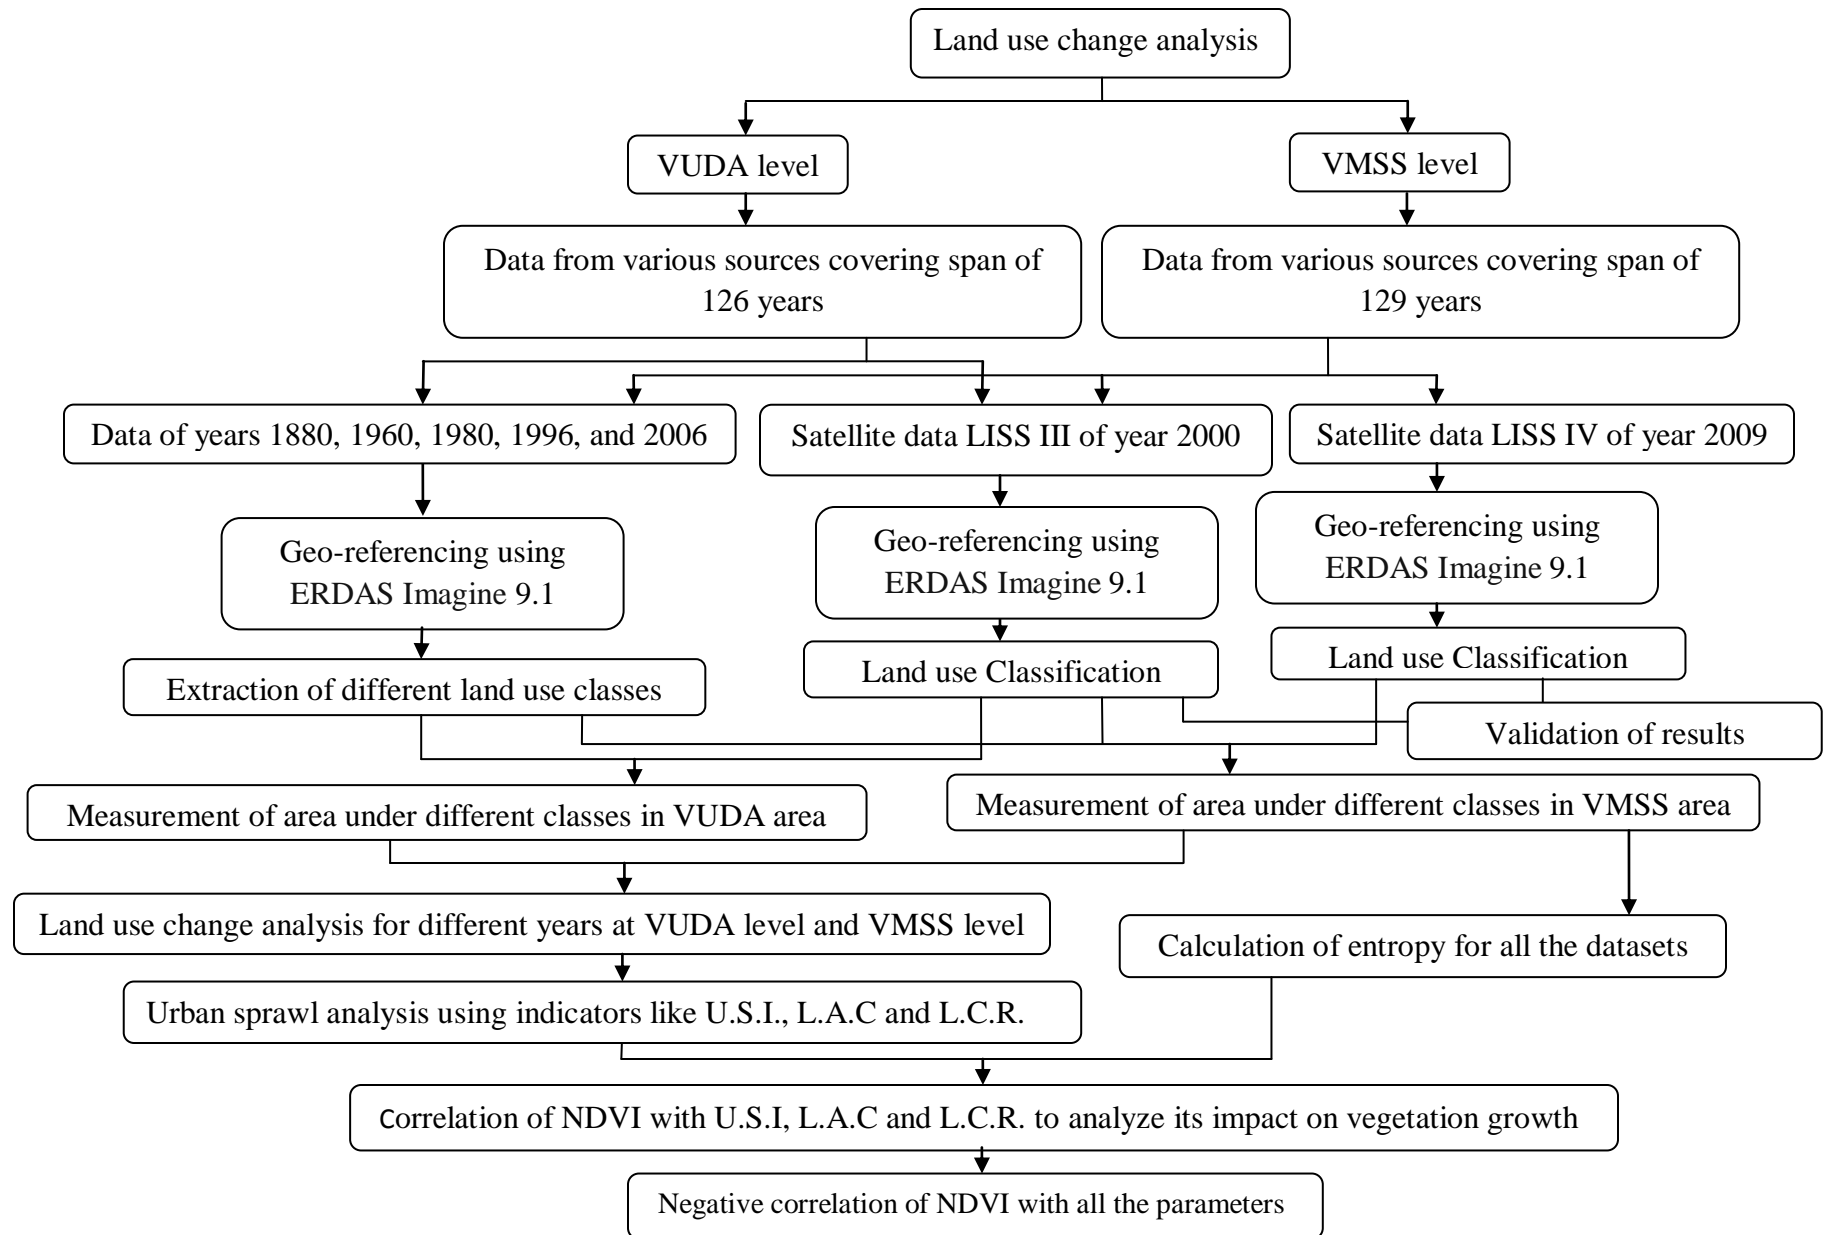 Land use change analysis
VUDA level
VMSS level
Data from various sources covering span of
126 years
Data from various sources covering span of
129 years
Data of years 1880, 1960, 1980, 1996, and 2006
Satellite data LISS III of year 2000
Satellite data LISS IV of year 2009
Geo-referencing using
ERDAS Imagine 9.1
Geo-referencing using
ERDAS Imagine 9.1
Geo-referencing using
ERDAS Imagine 9.1
Extraction of different land use classes
Land use Classification
Land use Classification
Validation of results
Measurement of area under different classes in VUDA area
Measurement of area under different classes in VMSS area
Land use change analysis for different years at VUDA level and VMSS level
Calculation of entropy for all the datasets
Urban sprawl analysis using indicators like U.S.I., L.A.C and L.C.R.
Correlation of NDVI with U.S.I, L.A.C and L.C.R. to analyze its impact on vegetation growth
Negative correlation of NDVI with all the parameters